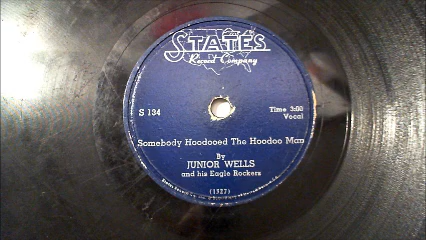 STATES
Record Company
S 134
Time 3:00
Vocal
Somebody Hoodooed The Hoodoo Man
By
JUNIOR WELLS
and his Eagle Rockers
(1327)